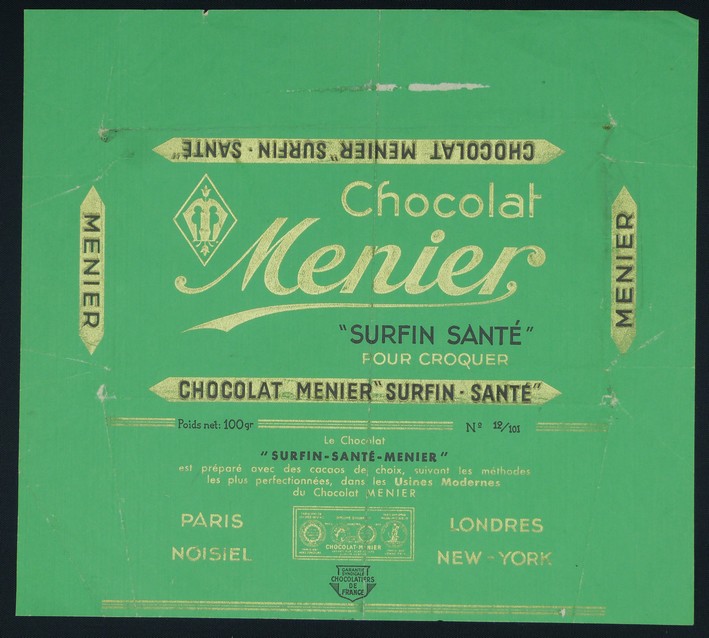 CHOCOLAT MENIER "SURFIN - SANTÉ"
MENIER
Chocolat
Menier
"SURFIN SANTÉ"
POUR CROQUER
MENIER
CHOCOLAT MENIER "SURFIN - SANTÉ"
Poids net: 100gr
Nº 12/101
Le Chocolat
"SURFIN-SANTÉ-MENIER"
est préparé avec des cacaos de choix, suivant les méthodes
les plus perfectionnées, dans les Usines Modernes
du Chocolat MENIER
PARIS
NOISIEL
LONDRES
NEW-YORK
CHOCOLAT MENIER
GARANTIE
SYNDICALE
CHOCOLATIERS
DE
FRANCE